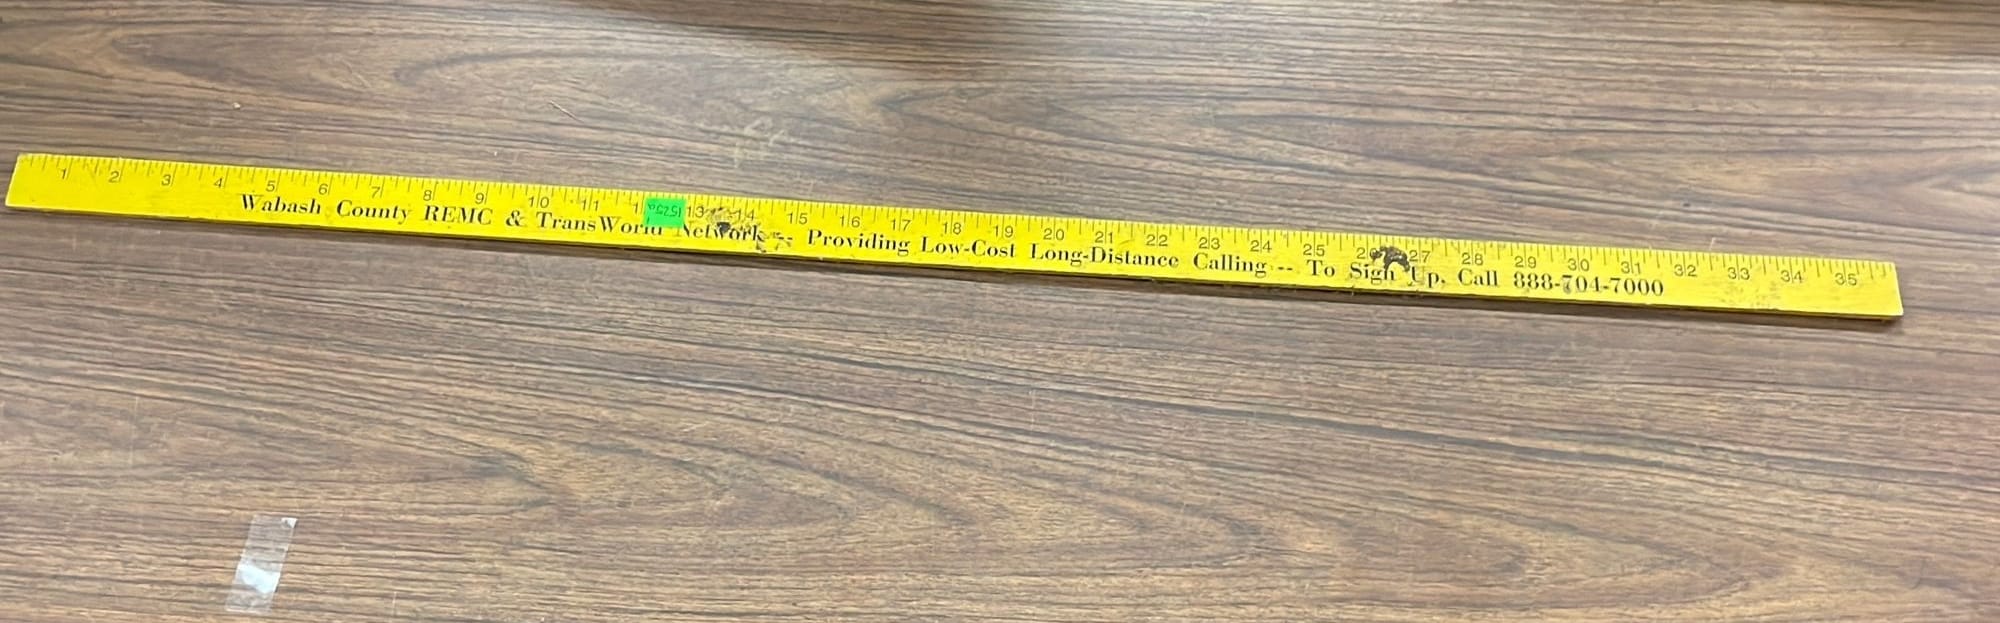 1 2 3 4 5 6 7 8 9 10 11 1 13 14 15 16 17 18 19 20 21 22 23 24 25 26 27 28 29 30 31 32 33 34 35
1525a
Wabash County REMC & TransWorld Network -- Providing Low-Cost Long-Distance Calling -- To Sign Up, Call 888-704-7000